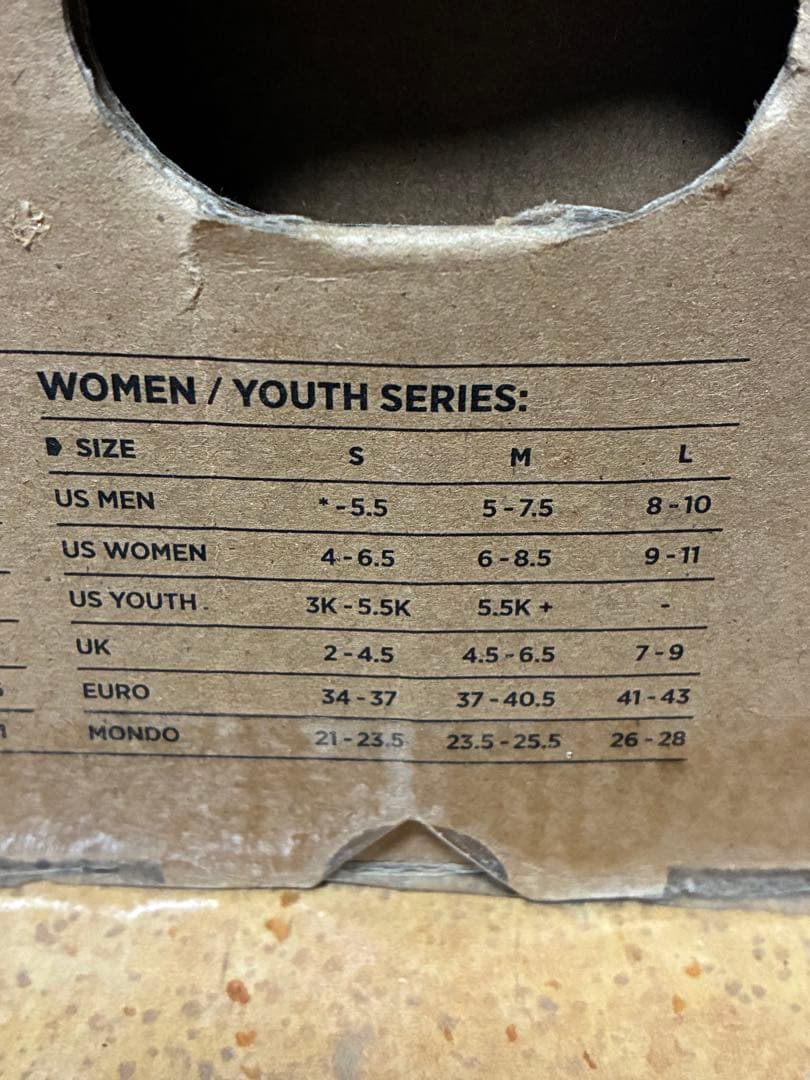 WOMEN / YOUTH SERIES:
SIZE S M L
US MEN * - 5.5 5 - 7.5 8 - 10
US WOMEN 4 - 6.5 6 - 8.5 9 - 11
US YOUTH 3K - 5.5K 5.5K + -
UK 2 - 4.5 4.5 - 6.5 7 - 9
EURO 34 - 37 37 - 40.5 41 - 43
MONDO 21 - 23.5 23.5 - 25.5 26 - 28